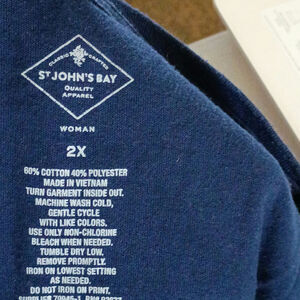 CLASSIC CRAFTED
ST JOHN'S BAY
QUALITY
APPAREL
WOMAN
2X
60% COTTON 40% POLYESTER
MADE IN VIETNAM
TURN GARMENT INSIDE OUT.
MACHINE WASH COLD,
GENTLE CYCLE
WITH LIKE COLORS.
USE ONLY NON-CHLORINE
BLEACH WHEN NEEDED.
TUMBLE DRY LOW.
REMOVE PROMPTLY.
IRON ON LOWEST SETTING
AS NEEDED.
DO NOT IRON ON PRINT.